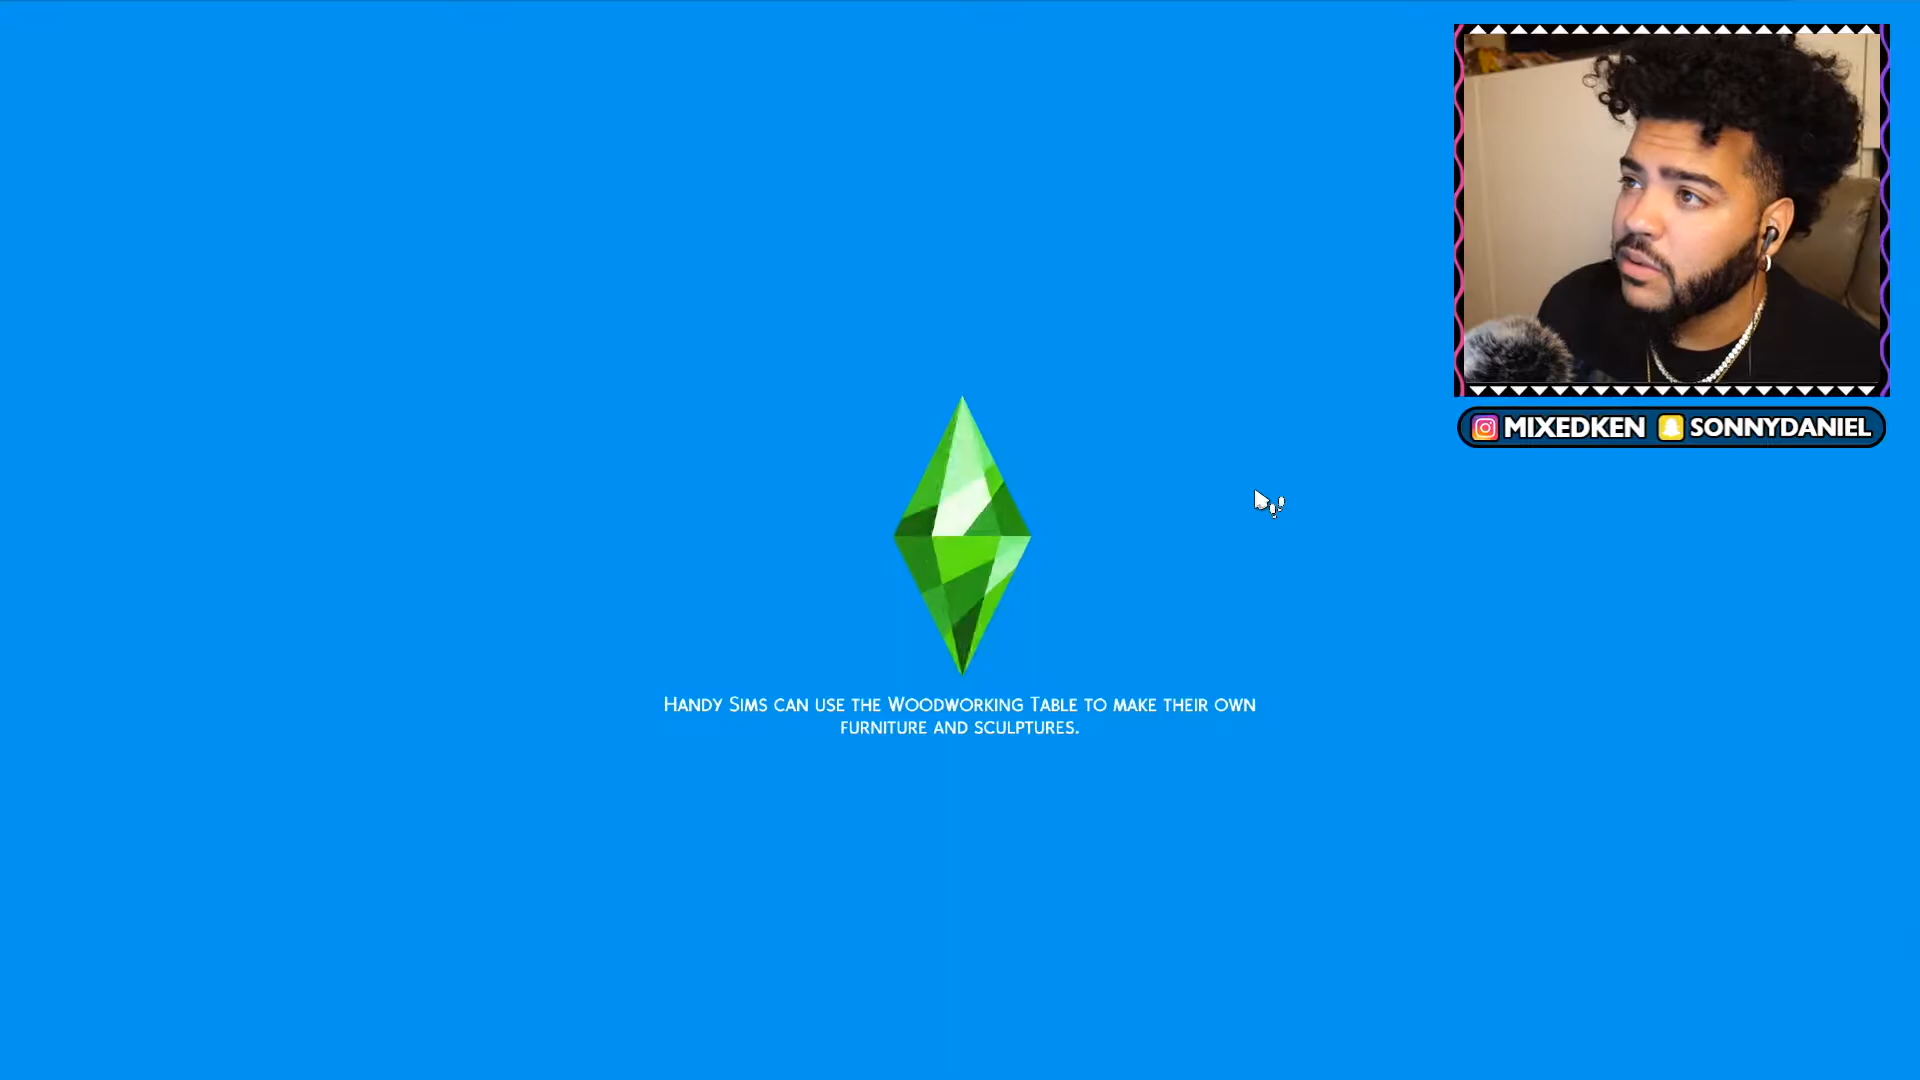 MIXEDKEN SONNYDANIEL
HANDY SIMS CAN USE THE WOODWORKING TABLE TO MAKE THEIR OWN
FURNITURE AND SCULPTURES.